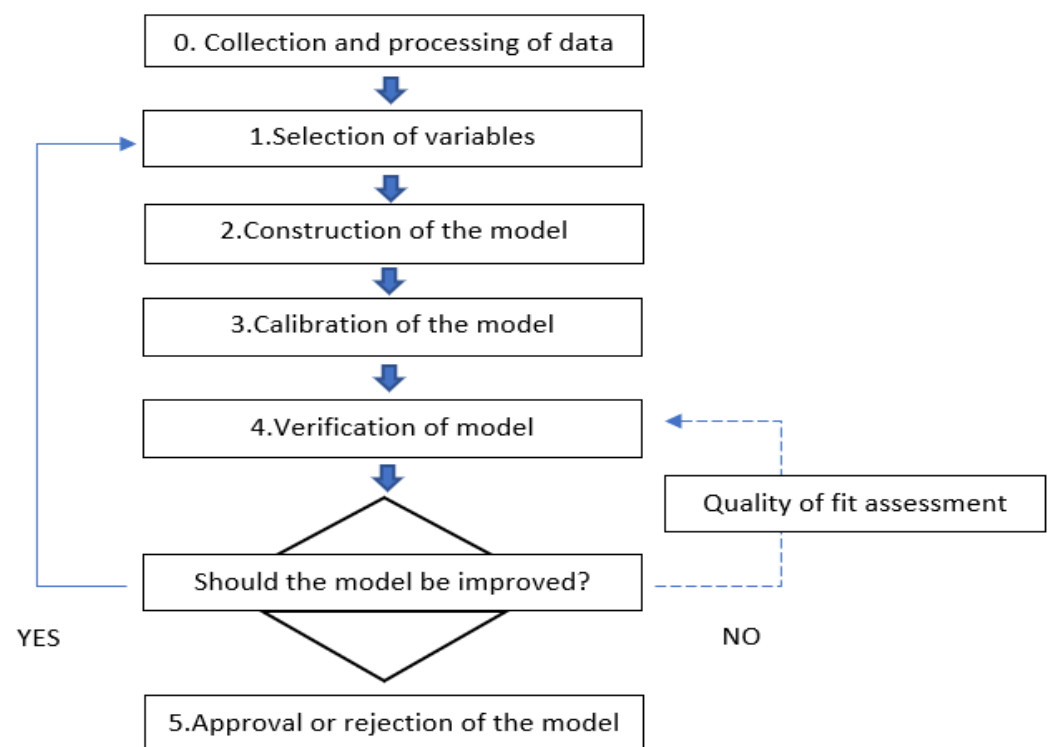 0. Collection and processing of data
1.Selection of variables
2.Construction of the model
3.Calibration of the model
4.Verification of model
Quality of fit assessment
Should the model be improved?
YES
NO
5.Approval or rejection of the model